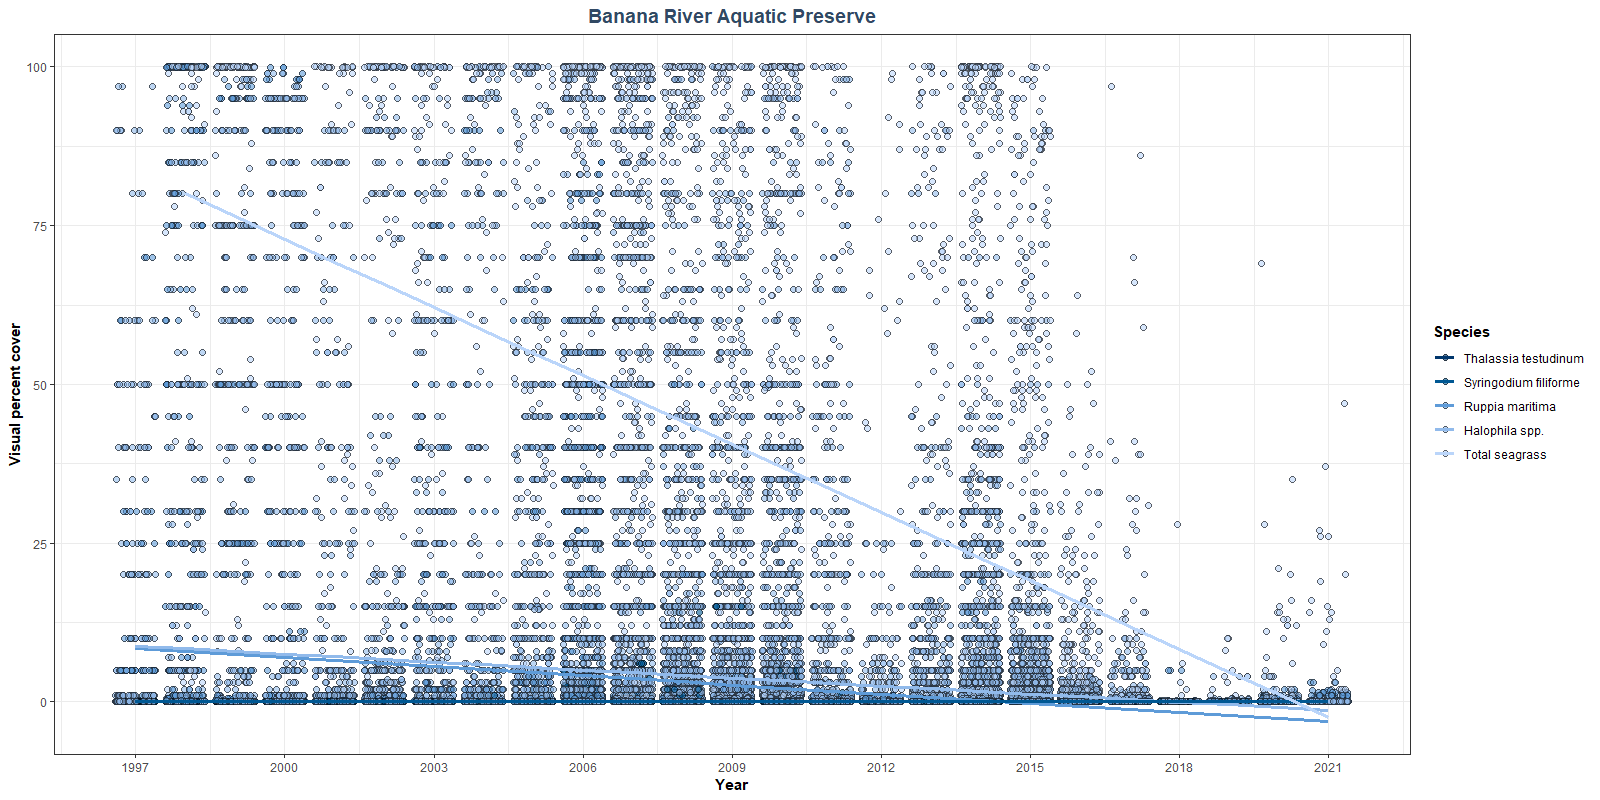 Banana River Aquatic Preserve
Visual percent cover
100
75
50
25
0
1997 2000 2003 2006 2009 2012 2015 2018 2021
Year
Species
Thalassia testudinum
Syringodium filiforme
Ruppia maritima
Halophila spp.
Total seagrass